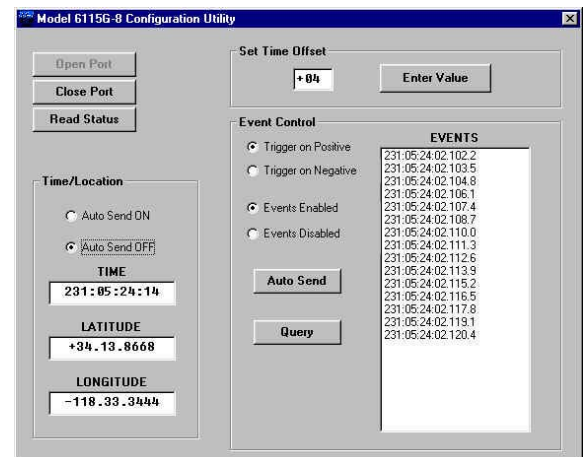 Model 6115G-8 Configuration Utility
Open Port
Close Port
Read Status
Set Time Offset
+04
Enter Value
Time/Location
Auto Send ON
Auto Send OFF
TIME
231:05:24:14
LATITUDE
+34.13.8668
LONGITUDE
-118.33.3444
Event Control
Trigger on Positive
Trigger on Negative
Events Enabled
Events Disabled
Auto Send
Query
EVENTS
231:05:24:02.102.2
231:05:24:02.103.5
231:05:24:02.104.8
231:05:24:02.106.1
231:05:24:02.107.4
231:05:24:02.108.7
231:05:24:02.110.0
231:05:24:02.111.3
231:05:24:02.112.6
231:05:24:02.113.9
231:05:24:02.115.2
231:05:24:02.116.5
231:05:24:02.117.8
231:05:24:02.119.1
231:05:24:02.120.4